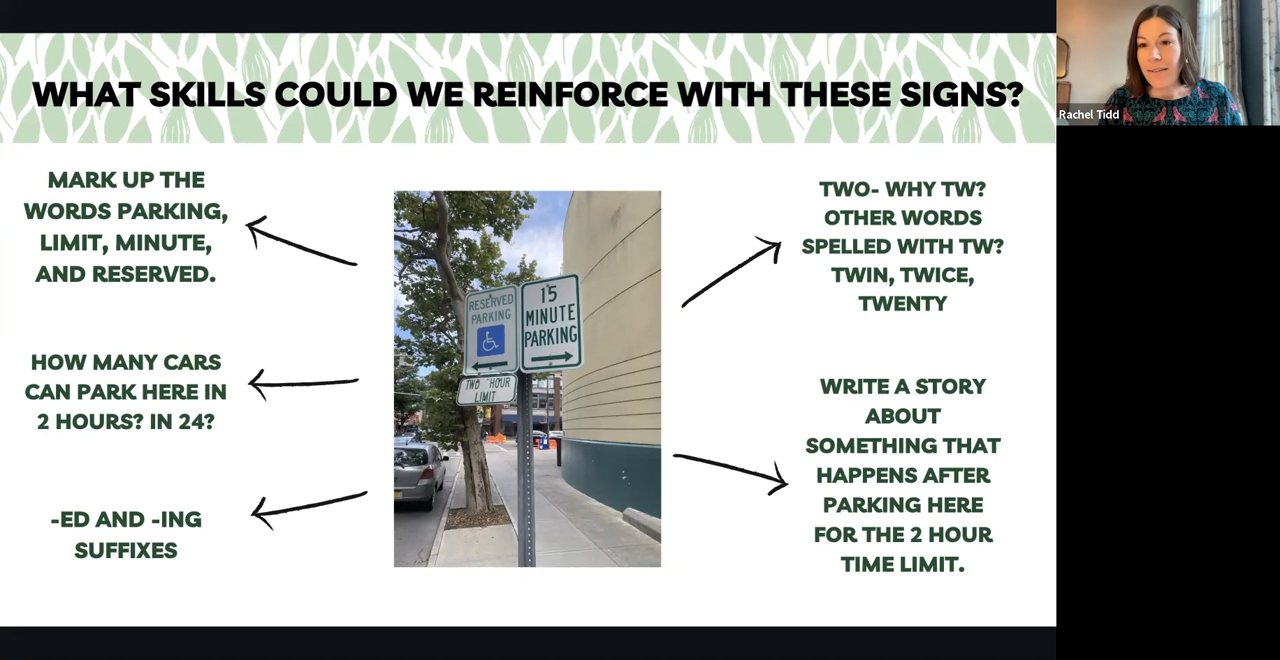 WHAT SKILLS COULD WE REINFORCE WITH THESE SIGNS?
Rachel Tidd
MARK UP THE
WORDS PARKING,
LIMIT, MINUTE,
AND RESERVED.
HOW MANY CARS
CAN PARK HERE IN
2 HOURS? IN 24?
-ED AND -ING
SUFFIXES
RESERVED
PARKING
TWO HOUR
LIMIT
15
MINUTE
PARKING
TWO- WHY TW?
OTHER WORDS
SPELLED WITH TW?
TWIN, TWICE,
TWENTY
WRITE A STORY
ABOUT
SOMETHING THAT
HAPPENS AFTER
PARKING HERE
FOR THE 2 HOUR
TIME LIMIT.